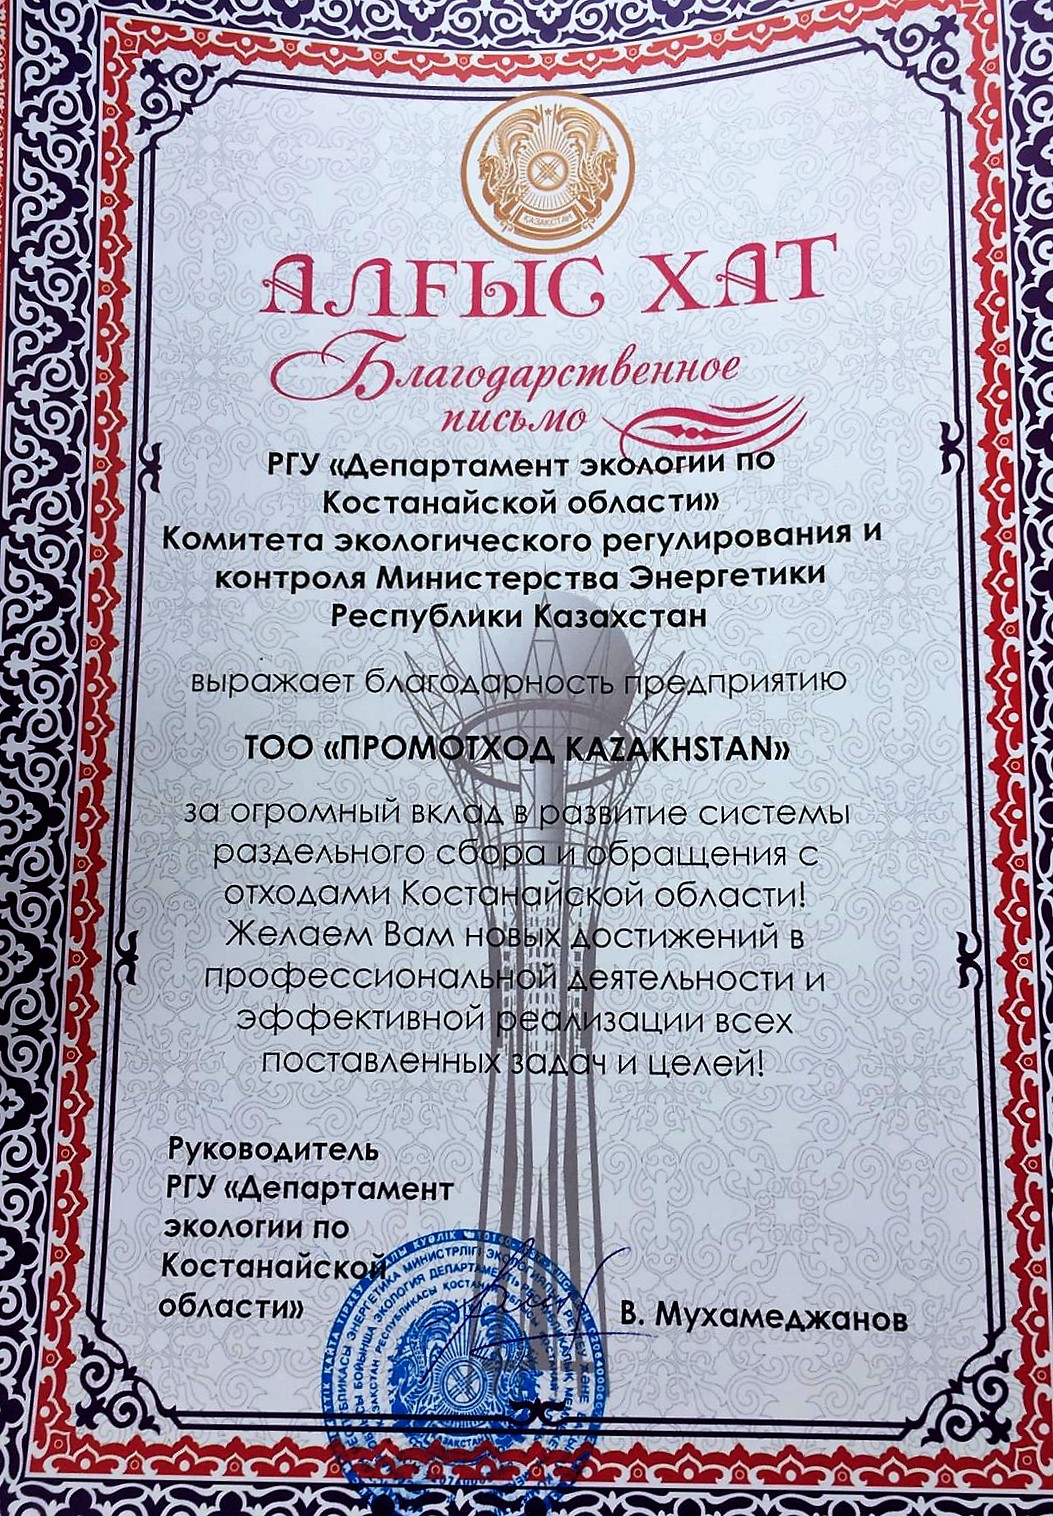 ҚАЗАҚСТАН
АЛҒЫС ХАТ
Благодарственное
письмо
РГУ «Департамент экологии по
Костанайской области»
Комитета экологического регулирования и
контроля Министерства Энергетики
Республики Казахстан
выражает благодарность предприятию
ТОО «ПРОМОТХОД KAZAKHSTAN»
за огромный вклад в развитие системы
раздельного сбора и обращения с
отходами Костанайской области!
Желаем Вам новых достижений в
профессиональной деятельности и
эффективной реализации всех
поставленных задач и целей!
Руководитель
РГУ «Департамент
экологии по
Костанайской
области»
В. Мухамеджанов